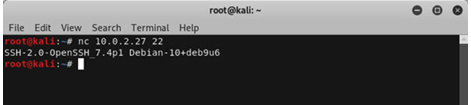 root@kali: ~
File Edit View Search Terminal Help
root@kali:~# nc 10.0.2.27 22
SSH-2.0-OpenSSH_7.4p1 Debian-10+deb9u6
root@kali:~#